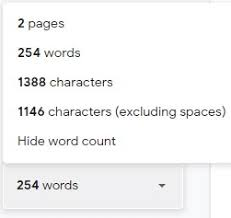 2 pages
254 words
1388 characters
1146 characters (excluding spaces)
Hide word count
254 words